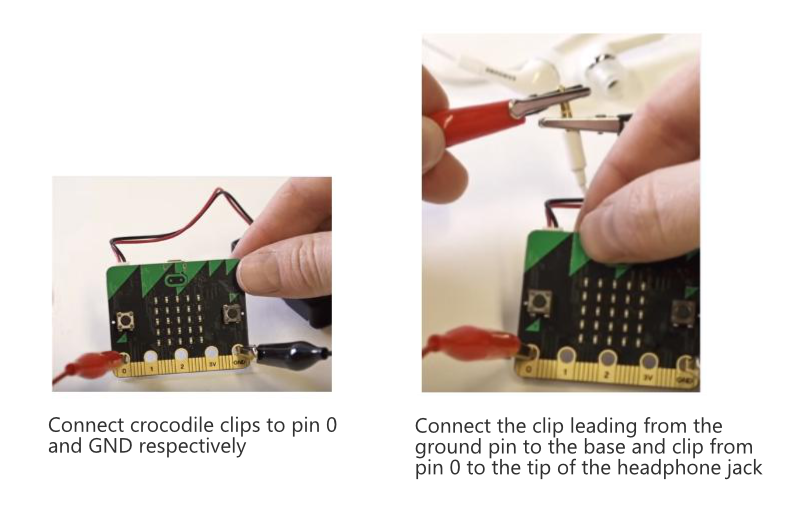 0 1 2 3V GND
Connect crocodile clips to pin 0
and GND respectively
0 1 2 3V GND
Connect the clip leading from the
ground pin to the base and clip from
pin 0 to the tip of the headphone jack